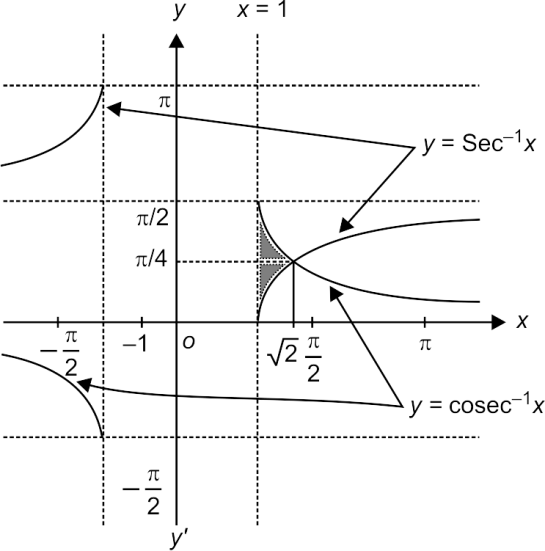 y
x = 1
π
y = Sec⁻¹x
π/2
π/4
x
−π/2
−1
o
√2
π/2
π
y = cosec⁻¹x
−π/2
y'